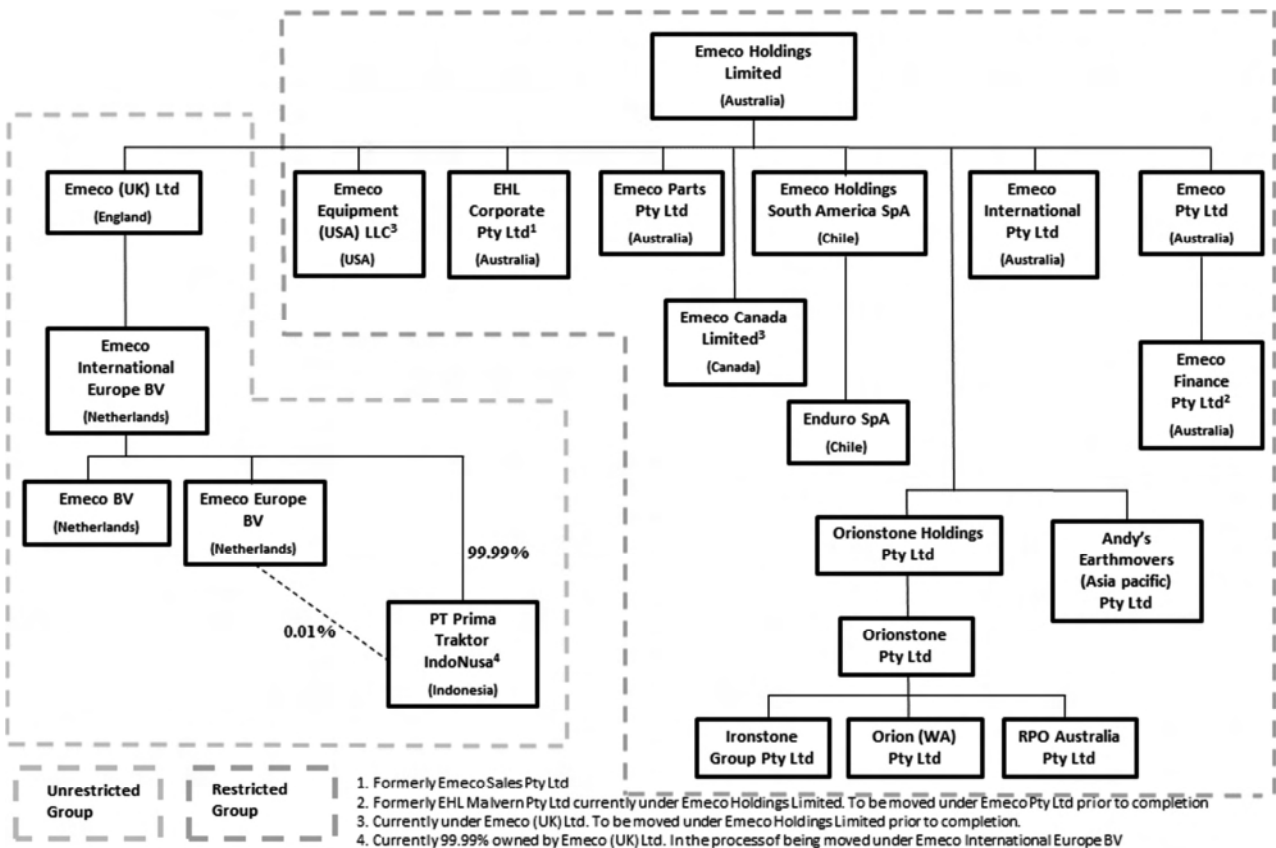 Emeco Holdings
Limited
(Australia)
Emeco (UK) Ltd
(England)
Emeco
Equipment
(USA) LLC³
(USA)
EHL
Corporate
Pty Ltd¹
(Australia)
Emeco Parts
Pty Ltd
(Australia)
Emeco Holdings
South America SpA
(Chile)
Emeco
International
Pty Ltd
(Australia)
Emeco
Pty Ltd
(Australia)
Emeco Canada
Limited³
(Canada)
Emeco
International
Europe BV
(Netherlands)
Emeco
Finance
Pty Ltd²
(Australia)
Enduro SpA
(Chile)
Emeco BV
(Netherlands)
Emeco Europe
BV
(Netherlands)
99.99%
0.01%
PT Prima
Traktor
IndoNusa⁴
(Indonesia)
Orionstone Holdings
Pty Ltd
Andy's
Earthmovers
(Asia pacific)
Pty Ltd
Orionstone
Pty Ltd
Ironstone
Group Pty Ltd
Orion (WA)
Pty Ltd
RPO Australia
Pty Ltd
Unrestricted
Group
Restricted
Group
1. Formerly Emeco Sales Pty Ltd
2. Formerly EHL Malvern Pty Ltd currently under Emeco Holdings Limited. To be moved under Emeco Pty Ltd prior to completion
3. Currently under Emeco (UK) Ltd. To be moved under Emeco Holdings Limited prior to completion.
4. Currently 99.99% owned by Emeco (UK) Ltd. In the process of being moved under Emeco International Europe BV